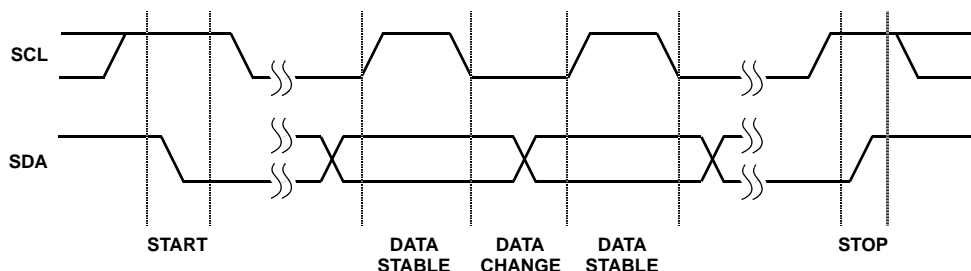 SCL
SDA
START
DATA STABLE
DATA CHANGE
DATA STABLE
STOP